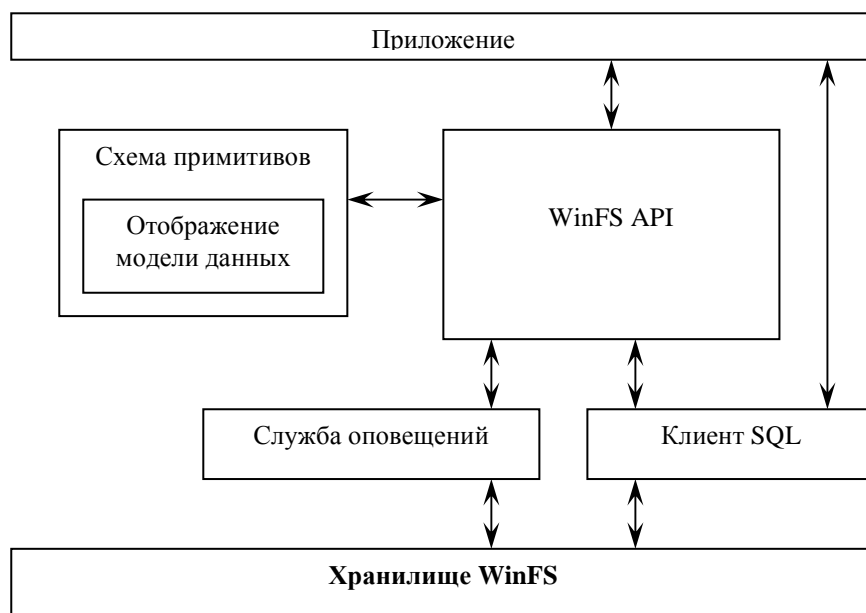 Приложение
Схема примитивов
Отображение
модели данных
WinFS API
Служба оповещений
Клиент SQL
Хранилище WinFS